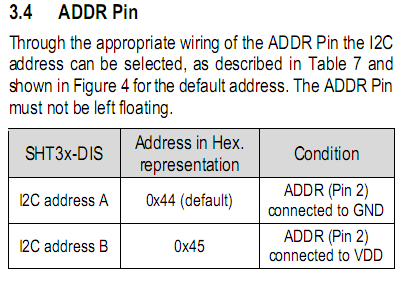 3.4 ADDR Pin
Through the appropriate wiring of the ADDR Pin the I2C
address can be selected, as described in Table 7 and
shown in Figure 4 for the default address. The ADDR Pin
must not be left floating.
SHT3x-DIS
Address in Hex.
representation
Condition
I2C address A
0x44 (default)
ADDR (Pin 2)
connected to GND
I2C address B
0x45
ADDR (Pin 2)
connected to VDD